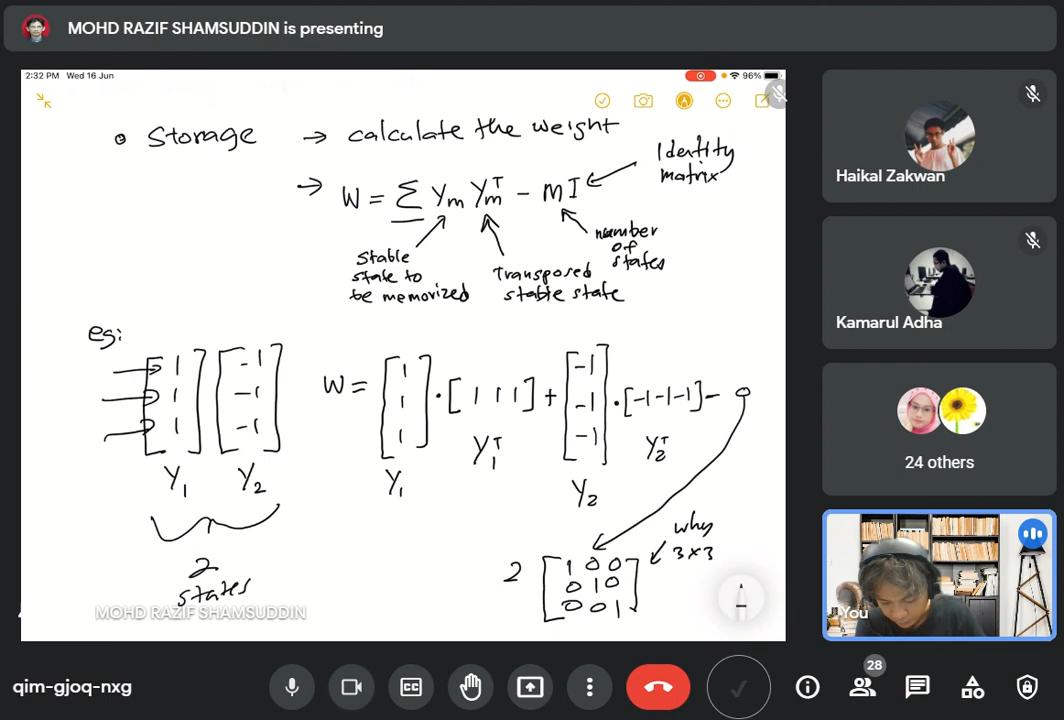 MOHD RAZIF SHAMSUDDIN is presenting
2:32 PM Wed 16 Jun
96%
• Storage → calculate the weight
→ W = Σ Ym Ymᵀ - MI
Identity
matrix
number
of
states
Stable
state to
be memorized
Transposed
stable state
eg:
[1 1 1] [-1 -1 -1]
Y₁ Y₂
2
states
W = [1 1 1] · [1 1 1] + [-1 -1 -1] · [-1 -1 -1] -
Y₁ Y₁ᵀ Y₂ Y₂ᵀ
2 [1 0 0
0 1 0
0 0 1]
why
3x3
MOHD RAZIF SHAMSUDDIN
Haikal Zakwan
Kamarul Adha
24 others
You
qim-gjoq-nxg
CC
28